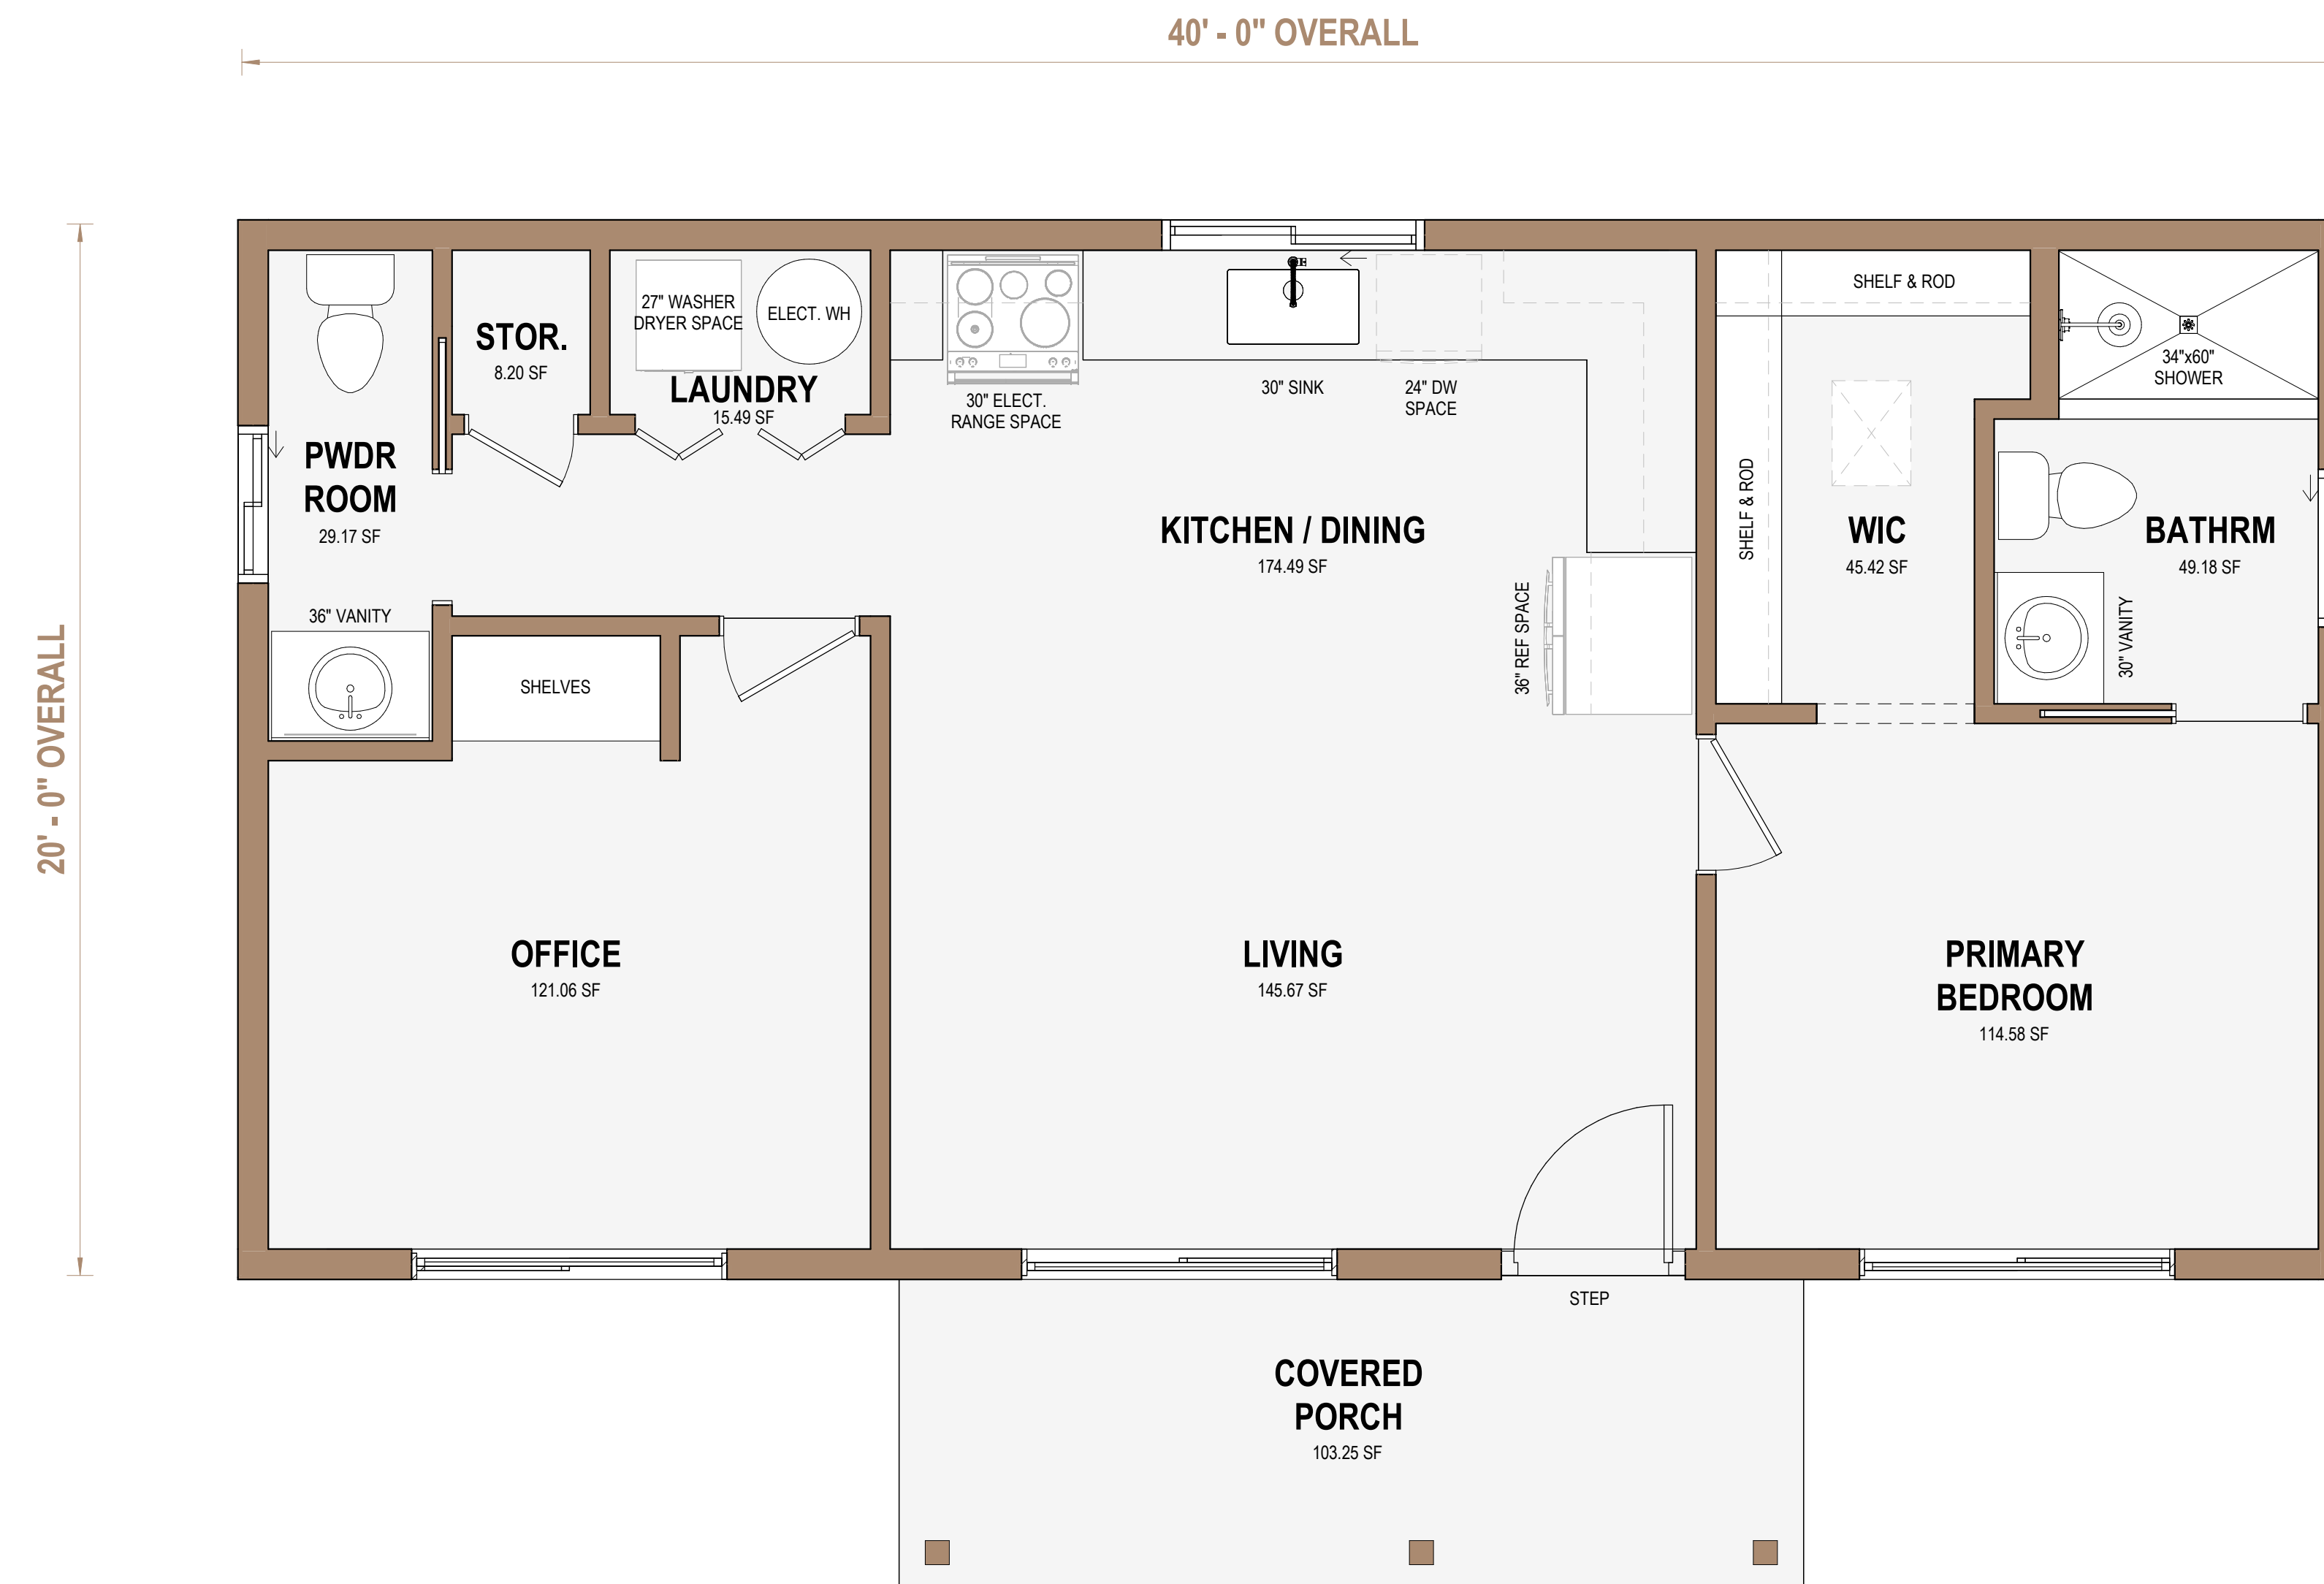 40' - 0" OVERALL
20' - 0" OVERALL
PWDR
ROOM
29.17 SF
36" VANITY
STOR.
8.20 SF
27" WASHER
DRYER SPACE
ELECT. WH
LAUNDRY
15.49 SF
30" ELECT.
RANGE SPACE
30" SINK
24" DW
SPACE
KITCHEN / DINING
174.49 SF
36" REF SPACE
SHELF & ROD
SHELF & ROD
WIC
45.42 SF
34"x60"
SHOWER
BATHRM
49.18 SF
30" VANITY
SHELVES
OFFICE
121.06 SF
LIVING
145.67 SF
PRIMARY
BEDROOM
114.58 SF
STEP
COVERED
PORCH
103.25 SF